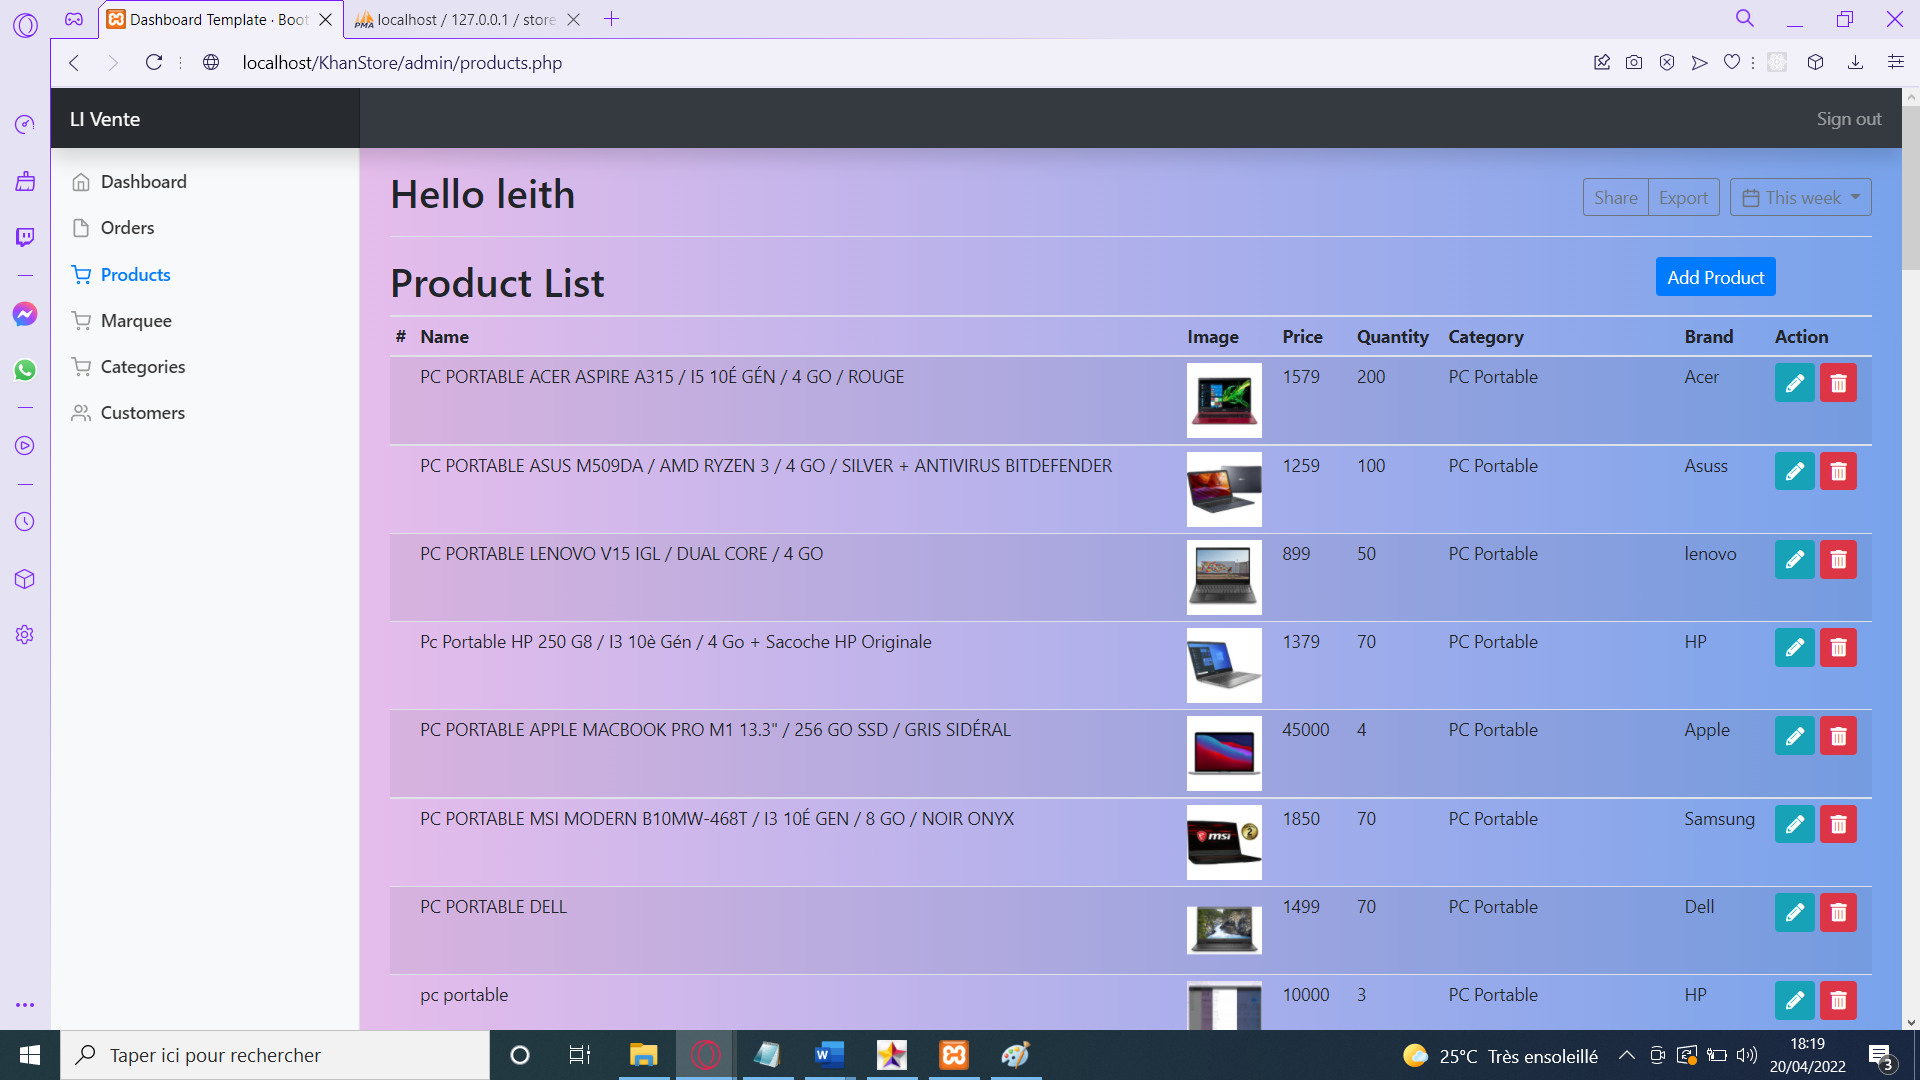 Dashboard Template · Boot
localhost / 127.0.0.1 / store
localhost/KhanStore/admin/products.php
LI Vente
Sign out
Dashboard
Orders
Products
Marquee
Categories
Customers
Hello leith
Share
Export
This week
Product List
Add Product
# Name Image Price Quantity Category Brand Action
PC PORTABLE ACER ASPIRE A315 / I5 10É GÉN / 4 GO / ROUGE 1579 200 PC Portable Acer
PC PORTABLE ASUS M509DA / AMD RYZEN 3 / 4 GO / SILVER + ANTIVIRUS BITDEFENDER 1259 100 PC Portable Asuss
PC PORTABLE LENOVO V15 IGL / DUAL CORE / 4 GO 899 50 PC Portable lenovo
Pc Portable HP 250 G8 / I3 10è Gén / 4 Go + Sacoche HP Originale 1379 70 PC Portable HP
PC PORTABLE APPLE MACBOOK PRO M1 13.3" / 256 GO SSD / GRIS SIDÉRAL 45000 4 PC Portable Apple
PC PORTABLE MSI MODERN B10MW-468T / I3 10É GEN / 8 GO / NOIR ONYX 1850 70 PC Portable Samsung
msi 2
PC PORTABLE DELL 1499 70 PC Portable Dell
pc portable 10000 3 PC Portable HP
Taper ici pour rechercher
25°C Très ensoleillé
18:19
20/04/2022
3